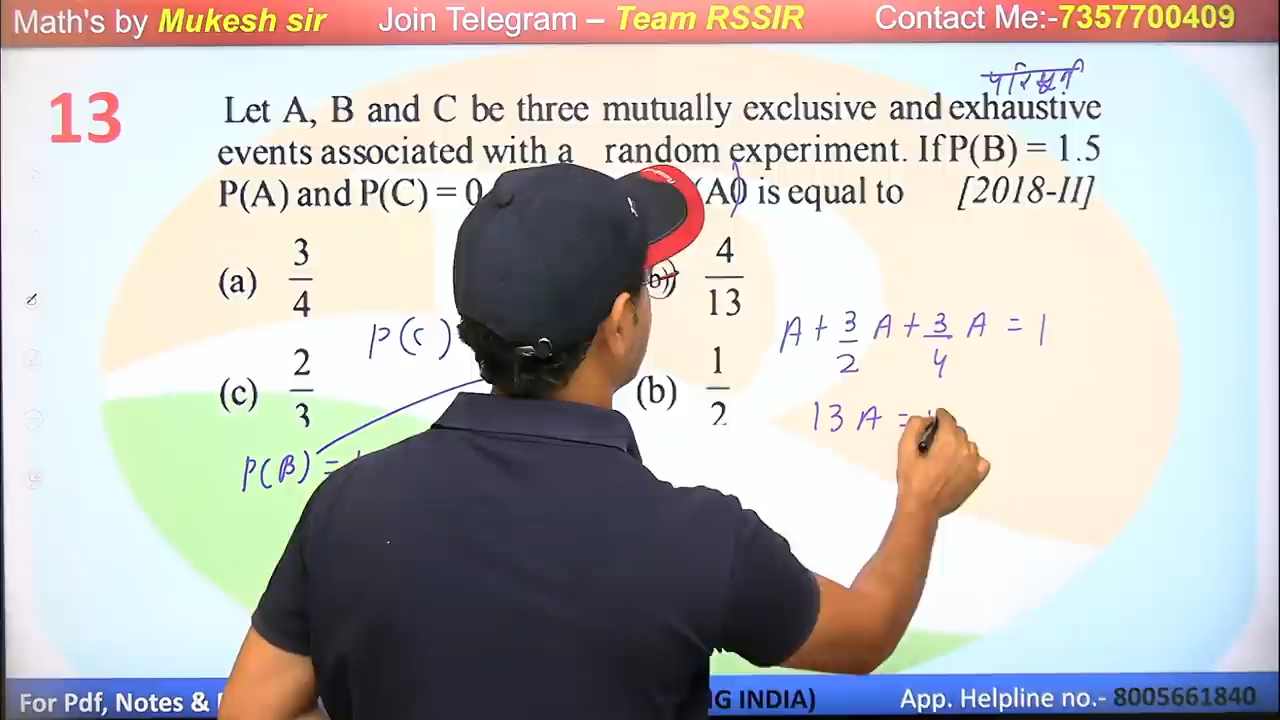 Math's by Mukesh sir Join Telegram – Team RSSIR Contact Me:-7357700409
13
Let A, B and C be three mutually exclusive and exhaustive
events associated with a random experiment. If P(B) = 1.5
P(A) and P(C) = 0 (A0 is equal to [2018-II]
(a) 3/4
4/13
P(C)
A + 3/2 A + 3/4 A = 1
(c) 2/3
(b) 1/2
13 A =
P(B) =
For Pdf, Notes & G INDIA) App. Helpline no.- 8005661840